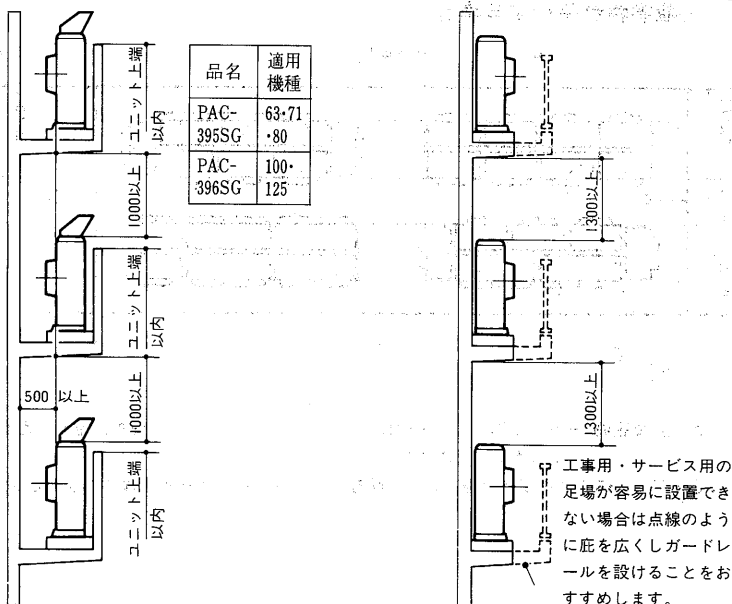 ユニット上端
以内
品名
適用
機種
PAC-
395SG
63·71
·80
PAC-
396SG
100·
125
1000以上
ユニット上端
以内
500 以上
1000以上
ユニット上端
以内
1300以上
1300以上
工事用・サービス用の
足場が容易に設置でき
ない場合は点線のよう
に庇を広くしガードレ
ールを設けることをお
すすめします。